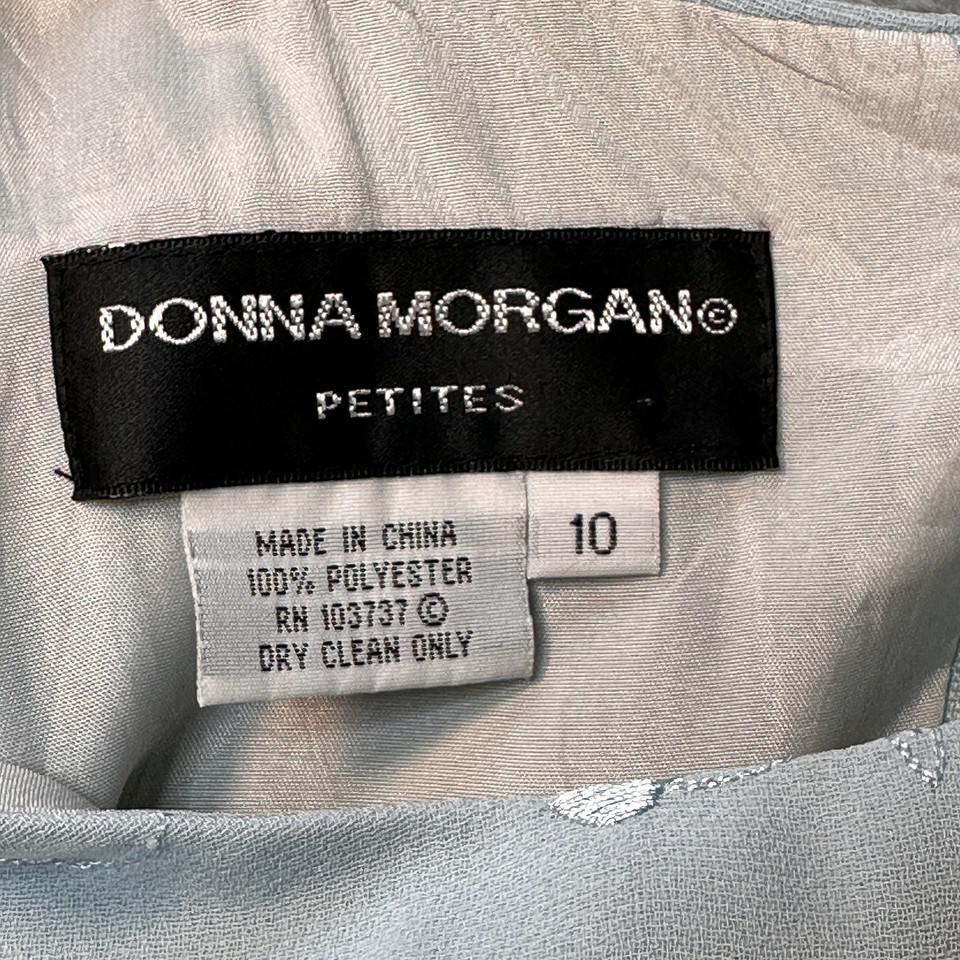 DONNA MORGAN©
PETITES
10
MADE IN CHINA
100% POLYESTER
RN 103737 ©
DRY CLEAN ONLY